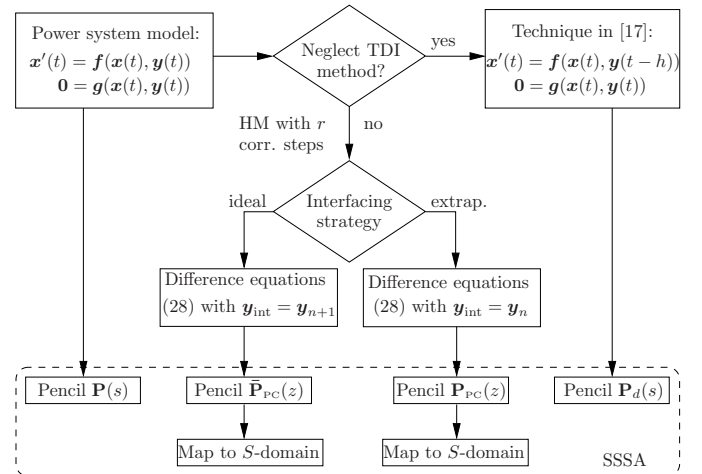 Power system model:
x′(t) = f(x(t), y(t))
0 = g(x(t), y(t))
Neglect TDI
method?
yes
Technique in [17]:
x′(t) = f(x(t), y(t − h))
0 = g(x(t), y(t))
HM with r
corr. steps
no
ideal
Interfacing
strategy
extrap.
Difference equations
(28) with y_int = y_{n+1}
Difference equations
(28) with y_int = y_n
Pencil P(s)
Pencil P̄_PC(z)
Pencil P_PC(z)
Pencil P_d(s)
Map to S-domain
Map to S-domain
SSSA